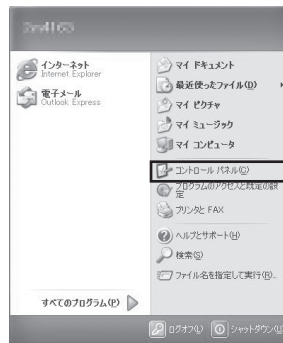 インターネット
Internet Explorer
電子メール
Outlook Express
すべてのプログラム(P)
マイ ドキュメント
最近使ったファイル(D)
マイ ピクチャ
マイ ミュージック
マイ コンピュータ
コントロール パネル(C)
プログラムのアクセスと既定の設
定
プリンタと FAX
ヘルプとサポート(H)
検索(S)
ファイル名を指定して実行(R)...
ログオフ(L)
シャットダウン(U)